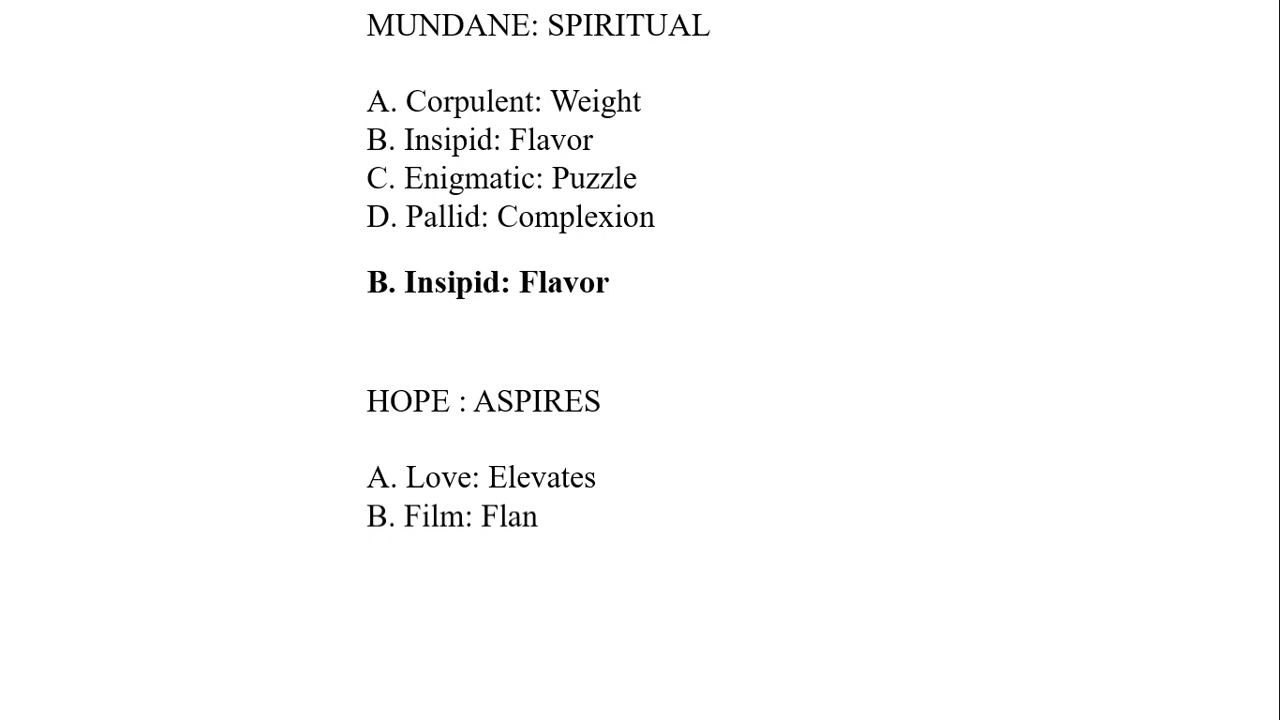 MUNDANE: SPIRITUAL
A. Corpulent: Weight
B. Insipid: Flavor
C. Enigmatic: Puzzle
D. Pallid: Complexion
B. Insipid: Flavor
HOPE : ASPIRES
A. Love: Elevates
B. Film: Flan